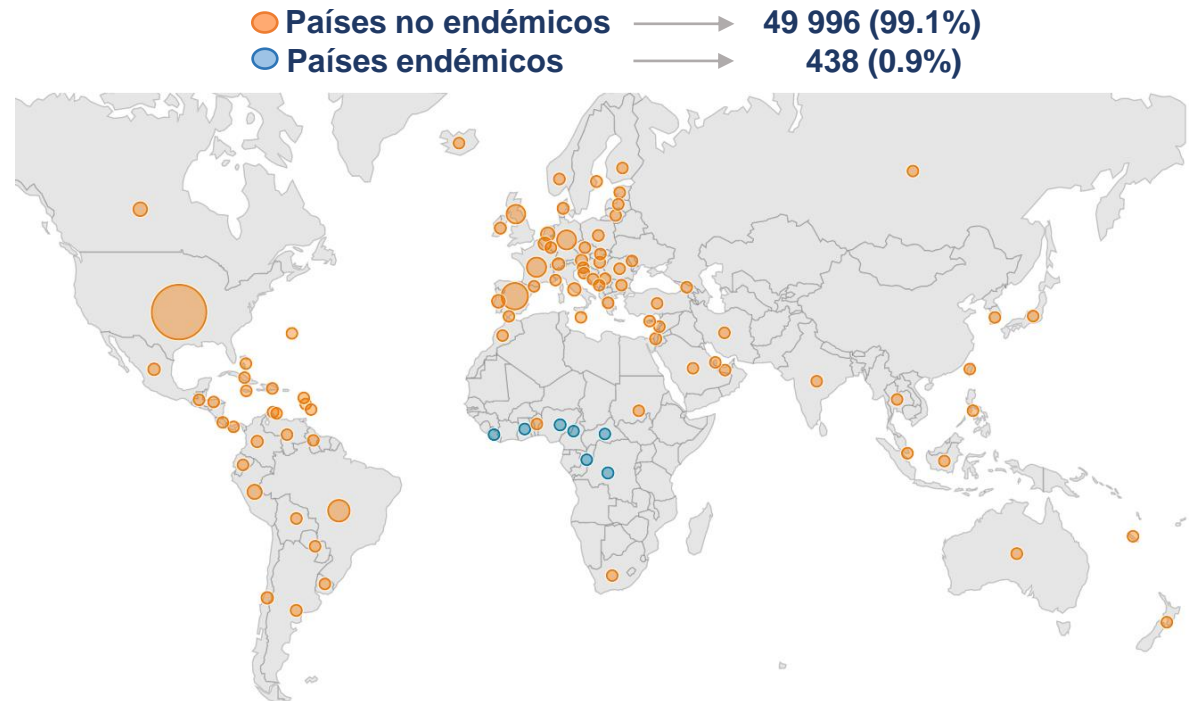 Países no endémicos 49 996 (99.1%)
Países endémicos 438 (0.9%)